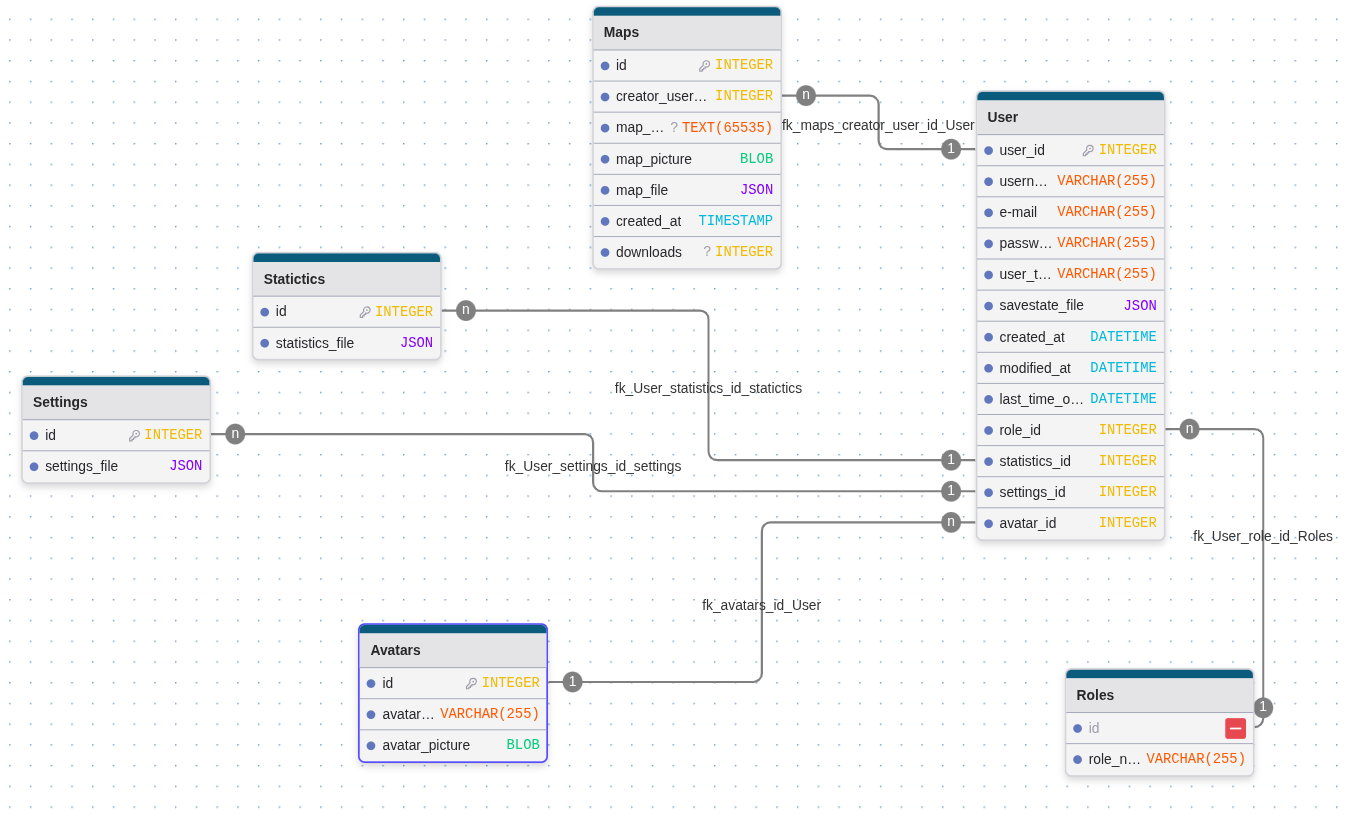 Maps
id INTEGER
creator_user... INTEGER
map_... ? TEXT(65535)
map_picture BLOB
map_file JSON
created_at TIMESTAMP
downloads ? INTEGER
n
fk_maps_creator_user_id_User
1
User
user_id INTEGER
usern... VARCHAR(255)
e-mail VARCHAR(255)
passw... VARCHAR(255)
user_t... VARCHAR(255)
savestate_file JSON
created_at DATETIME
modified_at DATETIME
last_time_o... DATETIME
role_id INTEGER
statistics_id INTEGER
settings_id INTEGER
avatar_id INTEGER
Statictics
id INTEGER
statistics_file JSON
n
fk_User_statistics_id_statictics
1
Settings
id INTEGER
settings_file JSON
n
fk_User_settings_id_settings
1
n
fk_avatars_id_User
1
Avatars
id INTEGER
avatar... VARCHAR(255)
avatar_picture BLOB
n
fk_User_role_id_Roles
1
Roles
id
role_n... VARCHAR(255)